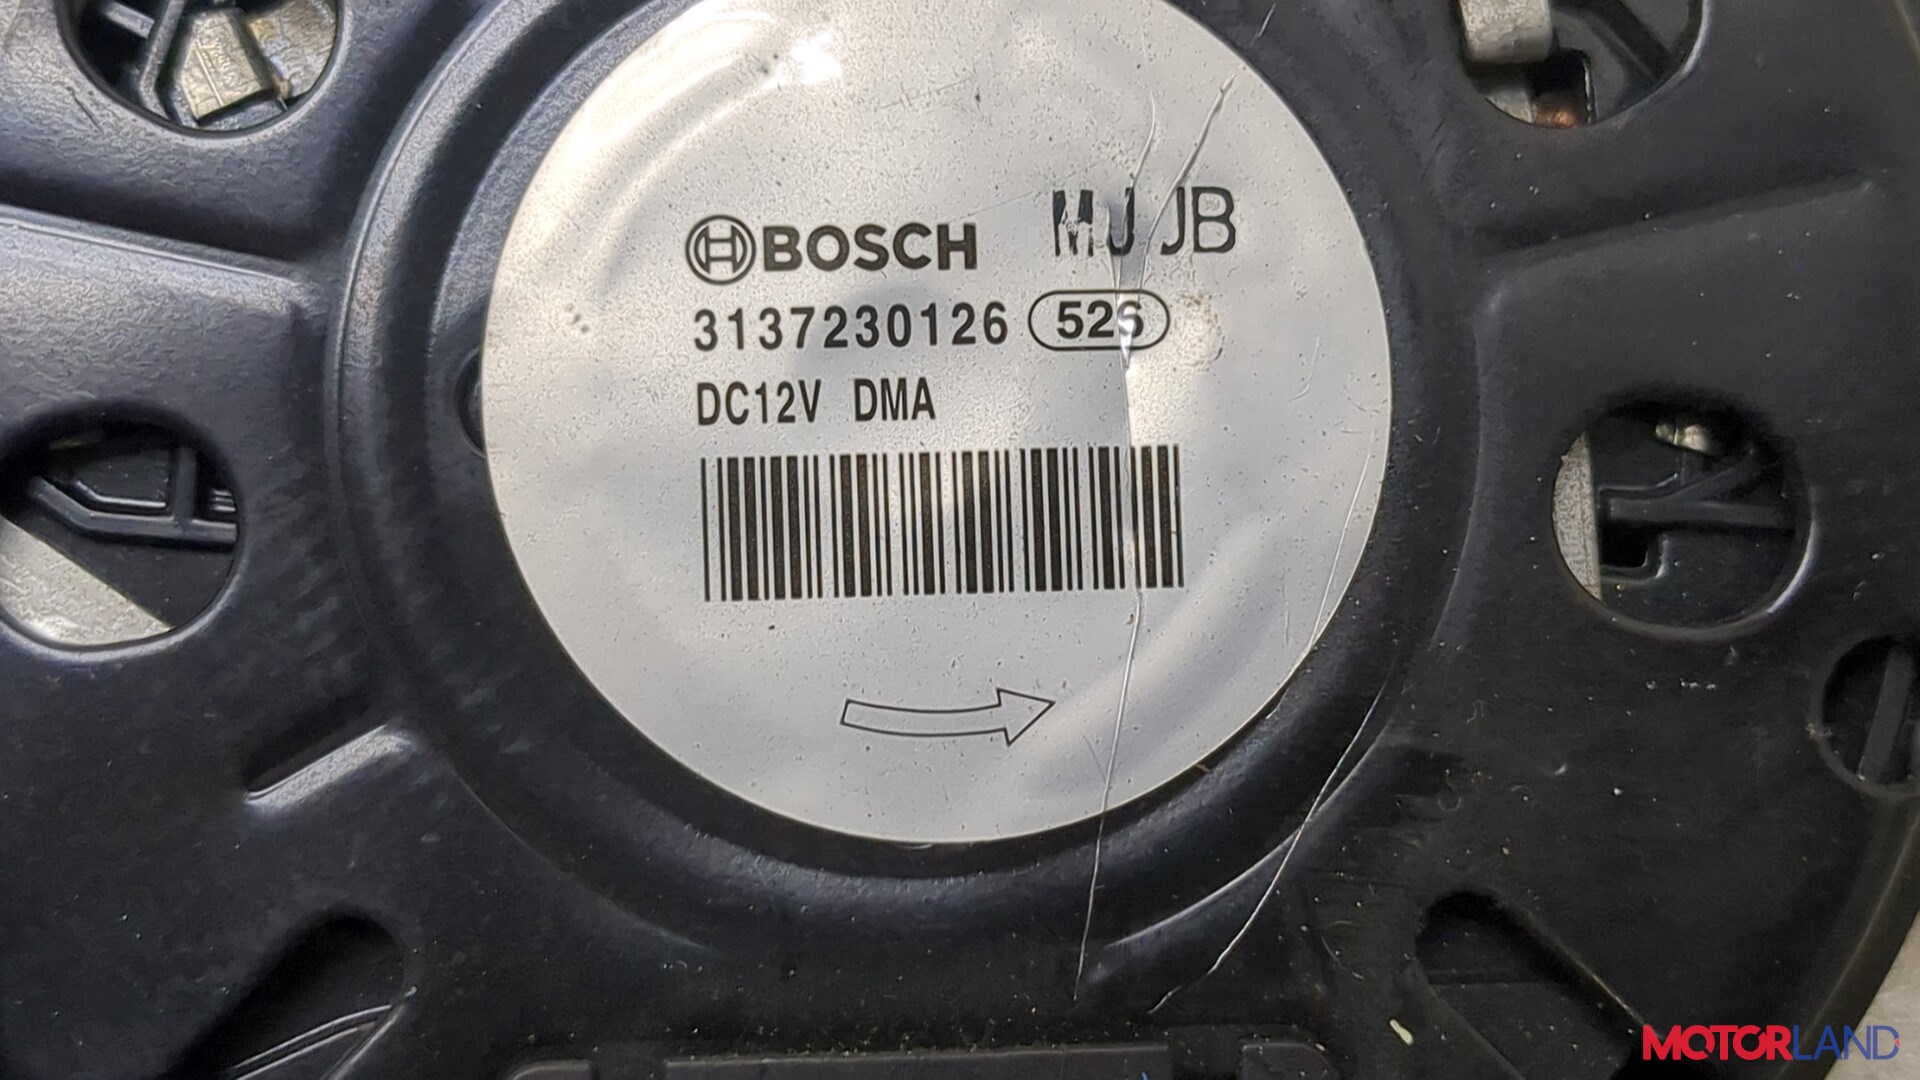 BOSCH MJ JB
3137230126 526
DC12V DMA
MOTORLAND